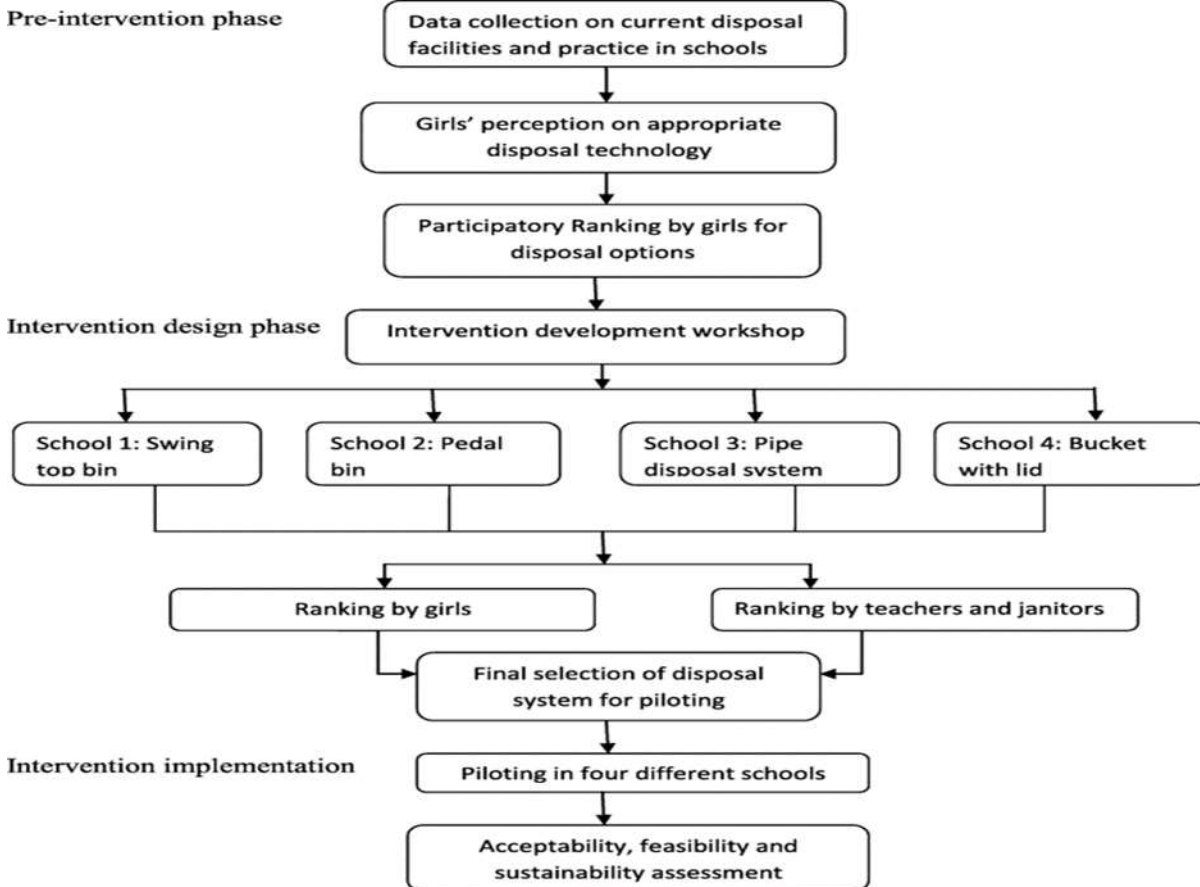 Pre-intervention phase
Data collection on current disposal
facilities and practice in schools
Girls' perception on appropriate
disposal technology
Participatory Ranking by girls for
disposal options
Intervention design phase
Intervention development workshop
School 1: Swing
top bin
School 2: Pedal
bin
School 3: Pipe
disposal system
School 4: Bucket
with lid
Ranking by girls
Ranking by teachers and janitors
Final selection of disposal
system for piloting
Intervention implementation
Piloting in four different schools
Acceptability, feasibility and
sustainability assessment